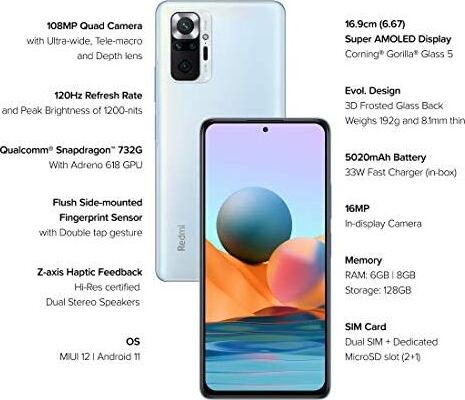 108MP Quad Camera
with Ultra-wide, Tele-macro
and Depth lens
120Hz Refresh Rate
and Peak Brightness of 1200-nits
Qualcomm® Snapdragon™ 732G
With Adreno 618 GPU
Flush Side-mounted
Fingerprint Sensor
with Double tap gesture
Z-axis Haptic Feedback
Hi-Res certified
Dual Stereo Speakers
OS
MIUI 12 | Android 11
Redmi
16.9cm (6.67)
Super AMOLED Display
Corning® Gorilla® Glass 5
Evol. Design
3D Frosted Glass Back
Weighs 192g and 8.1mm thin
5020mAh Battery
33W Fast Charger (in-box)
16MP
In-display Camera
Memory
RAM: 6GB | 8GB
Storage: 128GB
SIM Card
Dual SIM + Dedicated
MicroSD slot (2+1)